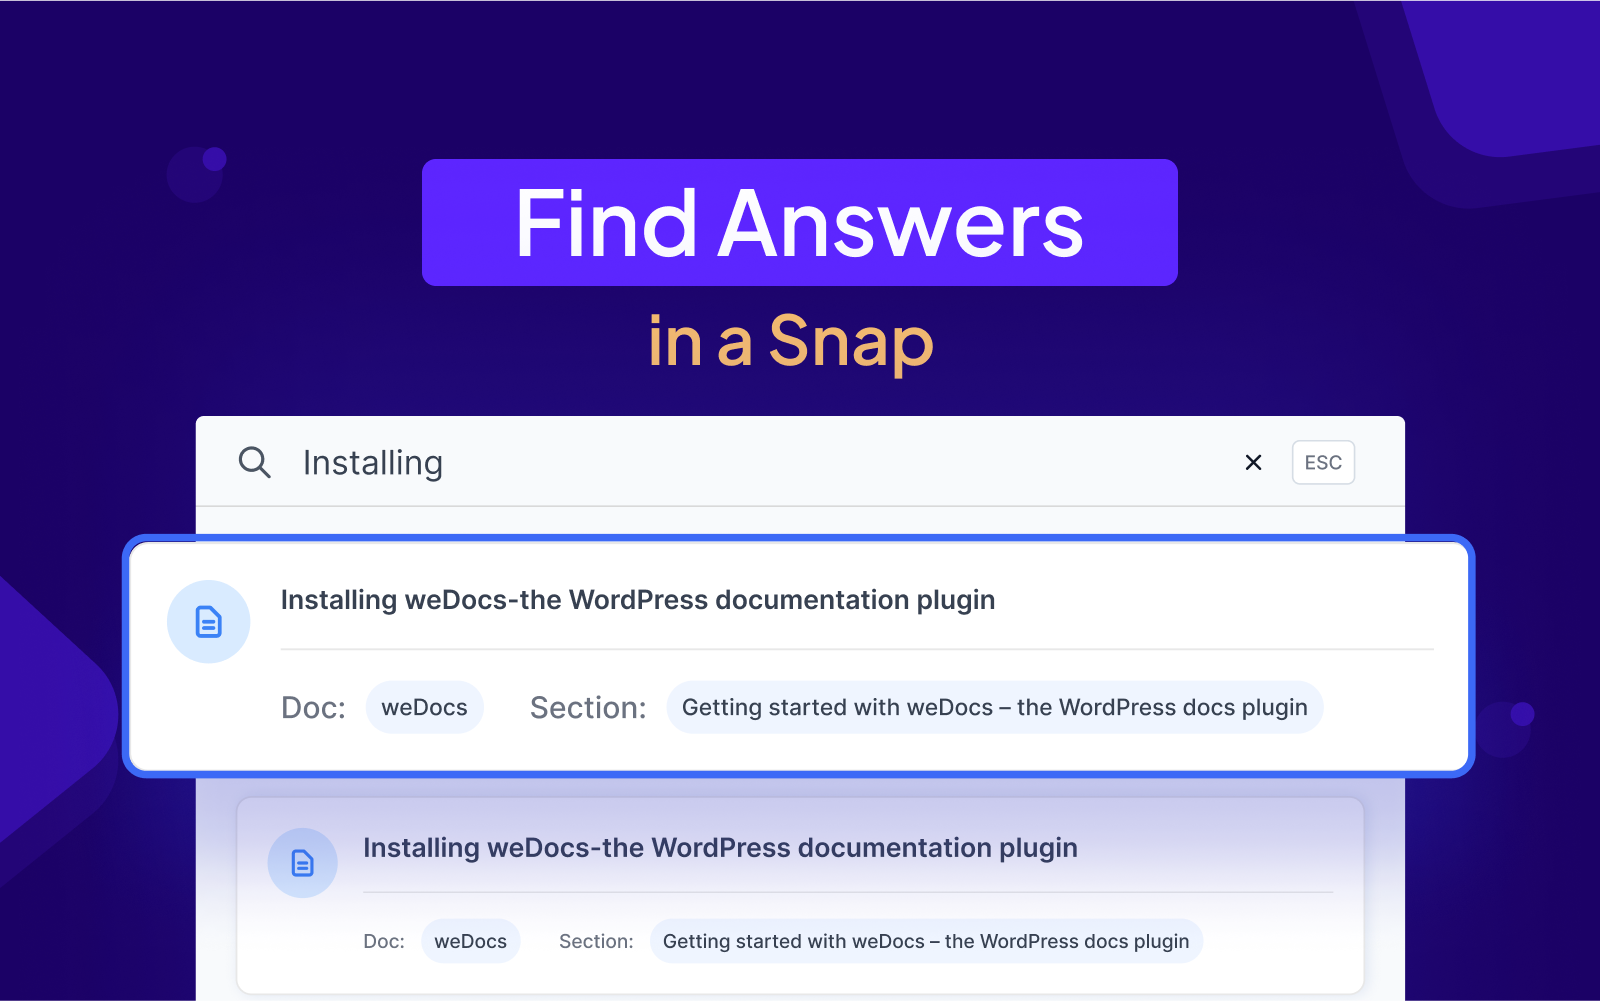 Find Answers
in a Snap
Installing
ESC
Installing weDocs-the WordPress documentation plugin
Doc: weDocs Section: Getting started with weDocs – the WordPress docs plugin
Installing weDocs-the WordPress documentation plugin
Doc: weDocs Section: Getting started with weDocs – the WordPress docs plugin